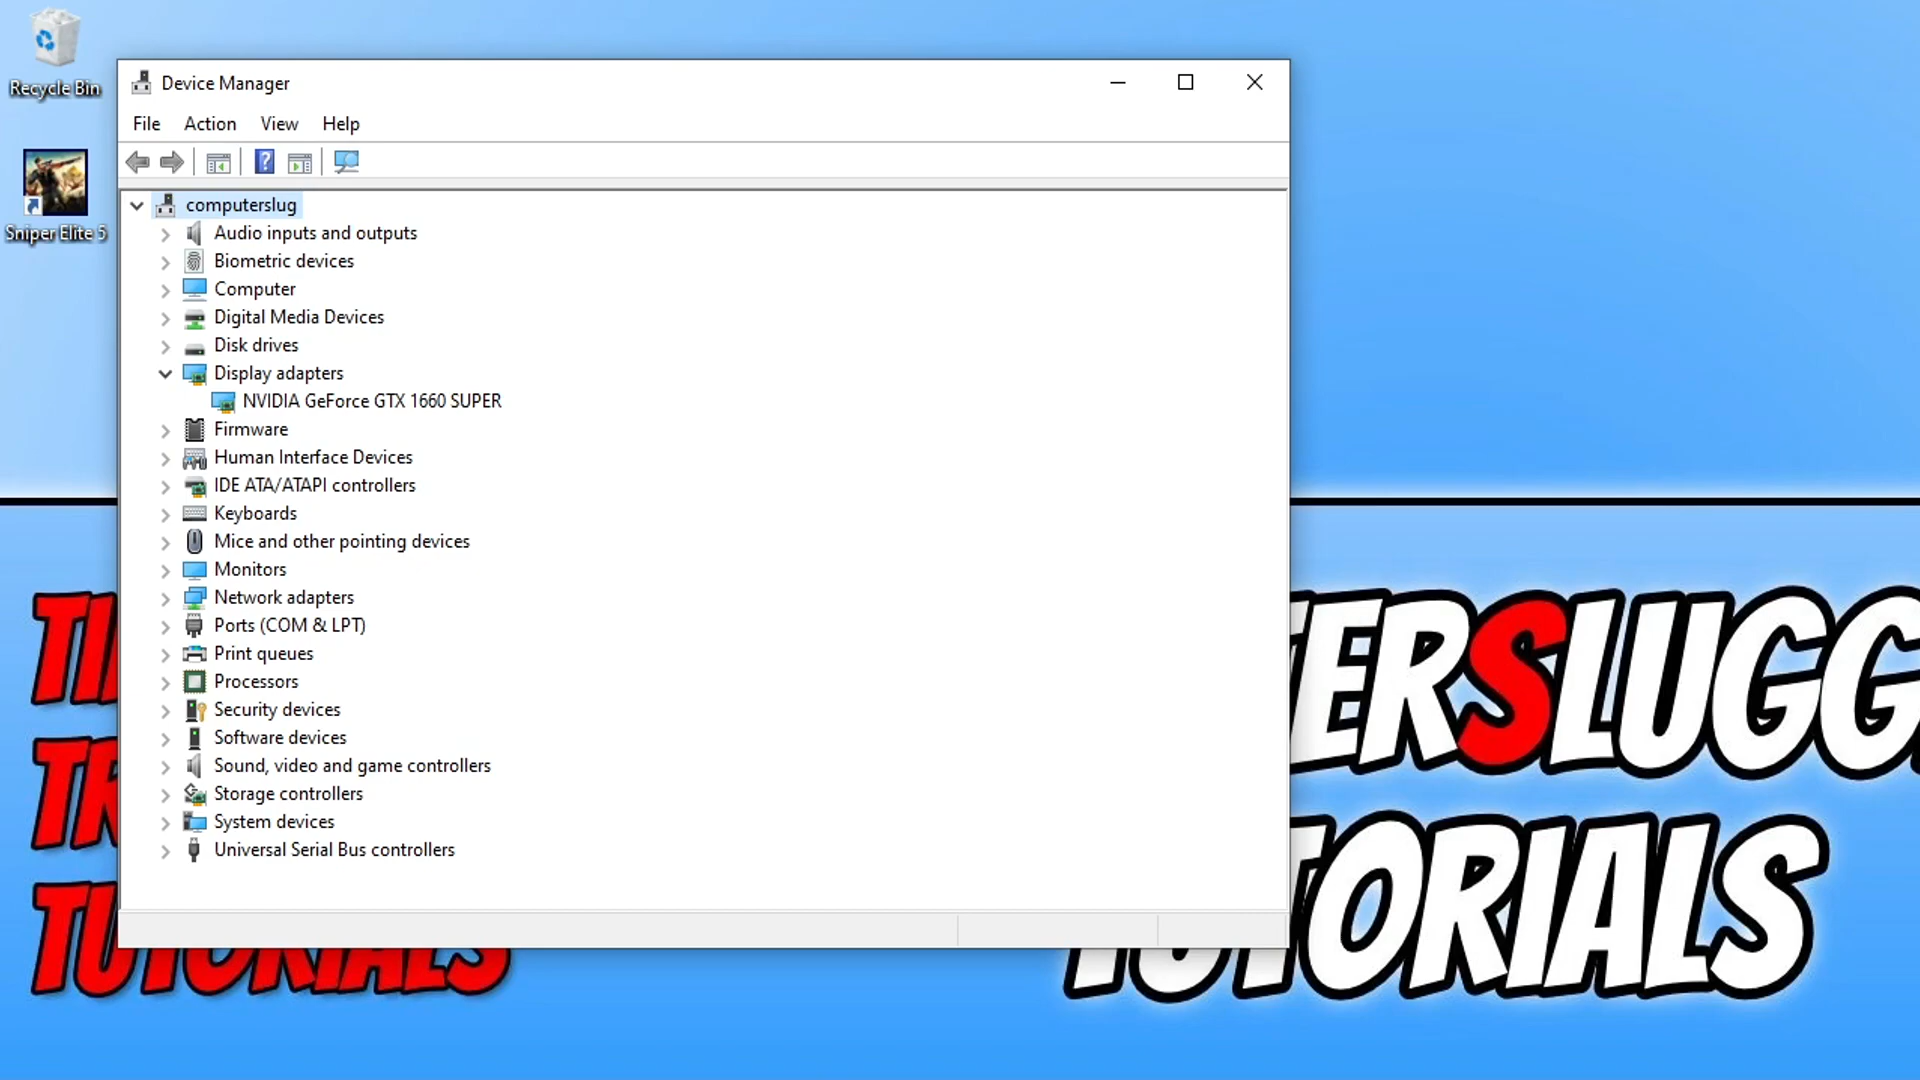 Recycle Bin
Sniper Elite 5
Device Manager
File Action View Help
computerslug
Audio inputs and outputs
Biometric devices
Computer
Digital Media Devices
Disk drives
Display adapters
NVIDIA GeForce GTX 1660 SUPER
Firmware
Human Interface Devices
IDE ATA/ATAPI controllers
Keyboards
Mice and other pointing devices
Monitors
Network adapters
Ports (COM & LPT)
Print queues
Processors
Security devices
Software devices
Sound, video and game controllers
Storage controllers
System devices
Universal Serial Bus controllers
TUTORIALS
TERSLUGG
TUTORIALS